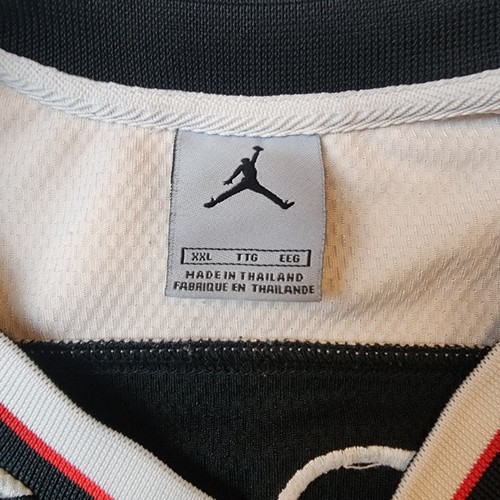 XXL TTG EEG
MADE IN THAILAND
FABRIQUE EN THAILANDE